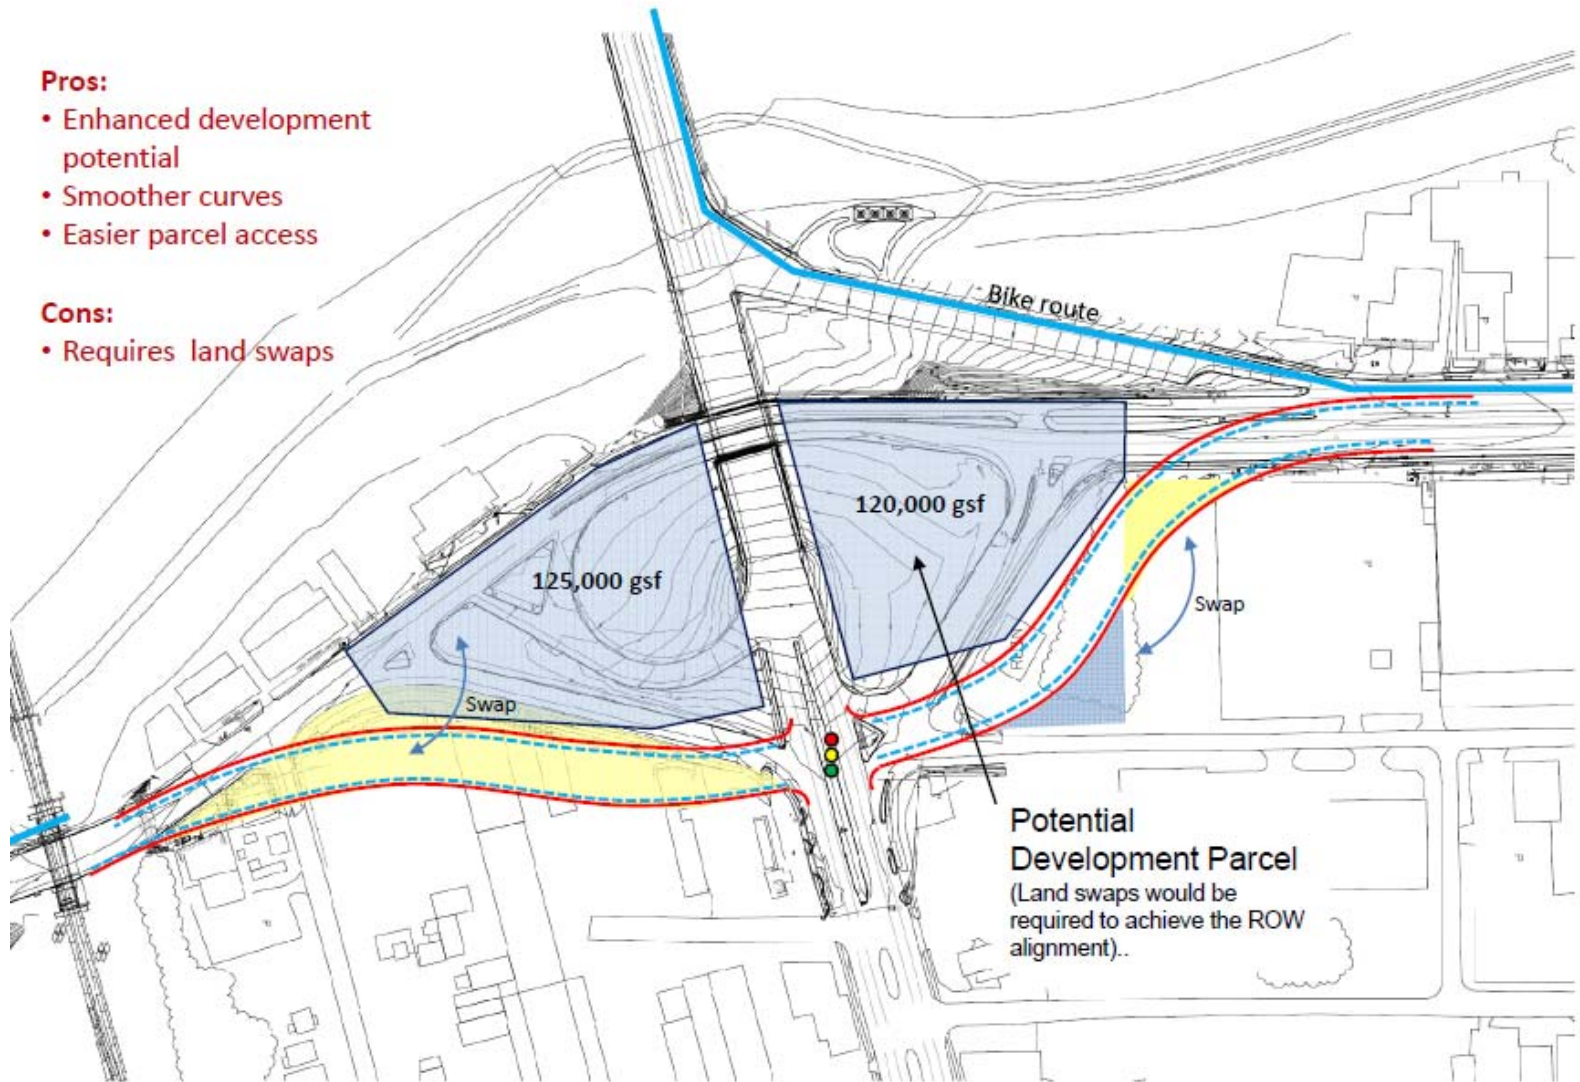 Pros:
• Enhanced development
potential
• Smoother curves
• Easier parcel access
Cons:
• Requires land swaps
Bike route
120,000 gsf
125,000 gsf
Swap
Swap
Potential
Development Parcel
(Land swaps would be
required to achieve the ROW
alignment)..